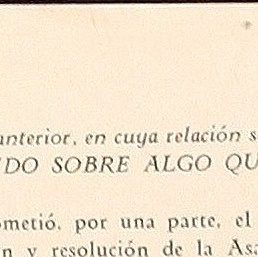 anterior, en cuya relación s
DO SOBRE ALGO QU
ometió, por una parte, el
n y resolución de la Asa